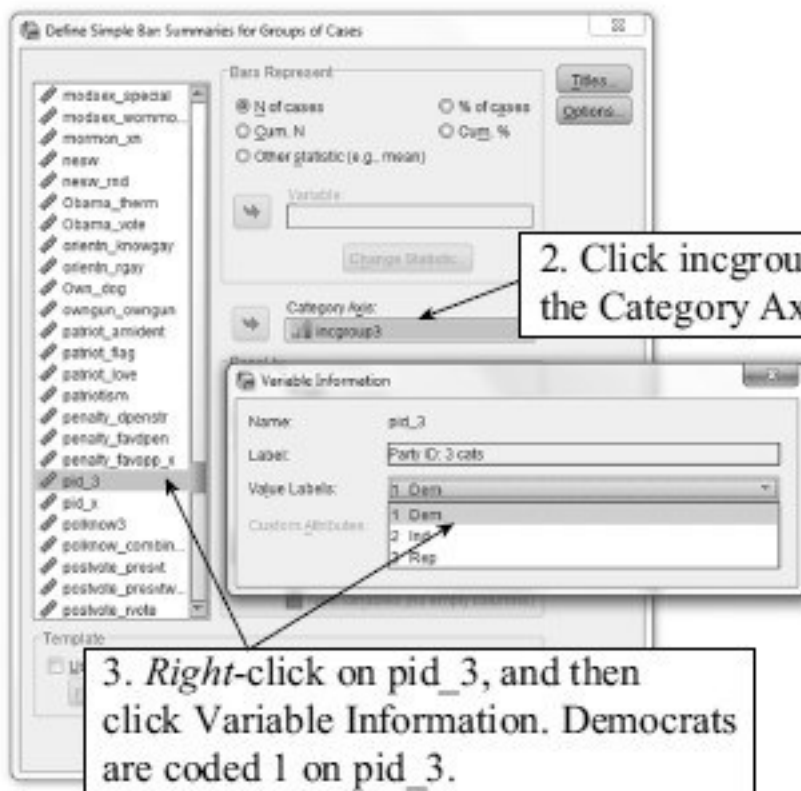 Define Simple Bar: Summaries for Groups of Cases
Bars Represent
N of cases
% of cases
Cum. N
Cum. %
Other statistic (e.g., mean)
Variable:
Change Statistic...
Titles...
Options...
modsex_special
modsex_wommo...
mormon_xn
nesw
nesw_rnd
Obama_therm
Obama_vote
orientn_knowgay
orientn_rgay
Own_dog
owngun_owngun
patriot_amident
patriot_flag
patriot_love
patriotism
penalty_dpenstr
penalty_favdpen
penalty_favopp_x
pid_3
pid_x
polknow3
polknow_combin...
postvote_presvt
postvote_presvtw...
postvote_rvote
Category Axis:
incgroup3
2. Click incgrou
the Category Ax
Variable Information
Name:
pid_3
Label:
Party ID: 3 cats
Value Labels:
1 Dem
Custom Attributes:
1 Dem
2 Ind
3 Rep
Template
3. Right-click on pid_3, and then
click Variable Information. Democrats
are coded 1 on pid_3.